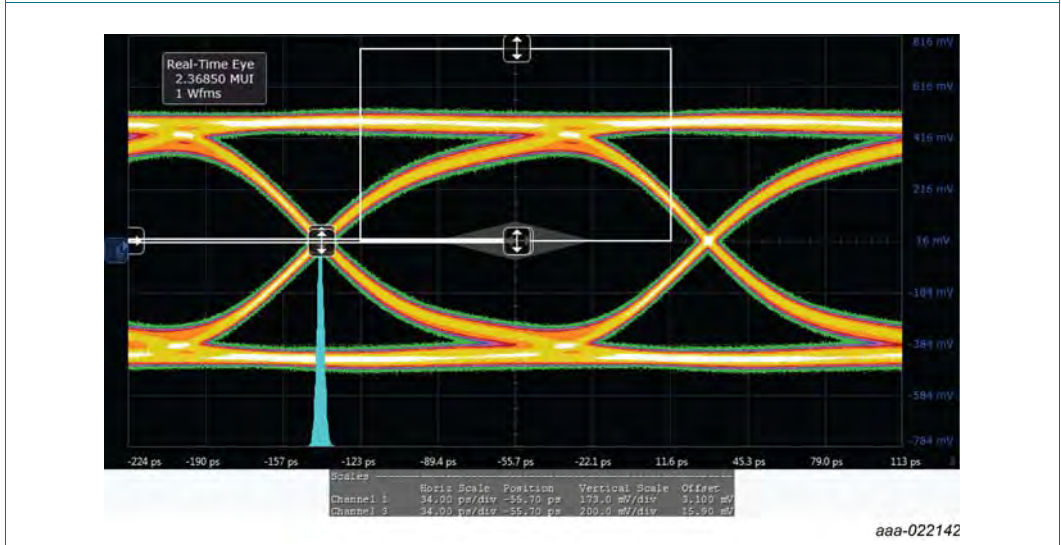 816 mV
Real-Time Eye
2.36850 MUI
1 Wfms
616 mV
416 mV
216 mV
16 mV
-184 mV
-384 mV
-584 mV
-784 mV
-224 ps -190 ps -157 ps -123 ps -89.4 ps -55.7 ps -22.1 ps 11.6 ps 45.3 ps 79.0 ps 113 ps
Scales
Horiz Scale Position Vertical Scale Offset
Channel 1 34.00 ps/div -55.70 ps 173.0 mV/div 3.100 mV
Channel 3 34.00 ps/div -55.70 ps 200.0 mV/div 15.90 mV
aaa-022142